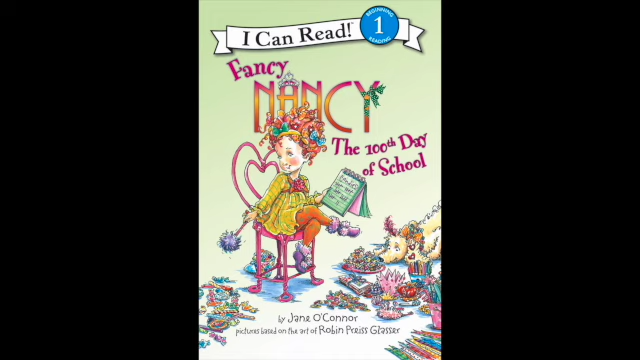 I Can Read!™
BEGINNING
1
READING
Fancy
NANCY
The 100th Day
of School
by Jane O'Connor
pictures based on the art of Robin Preiss Glasser